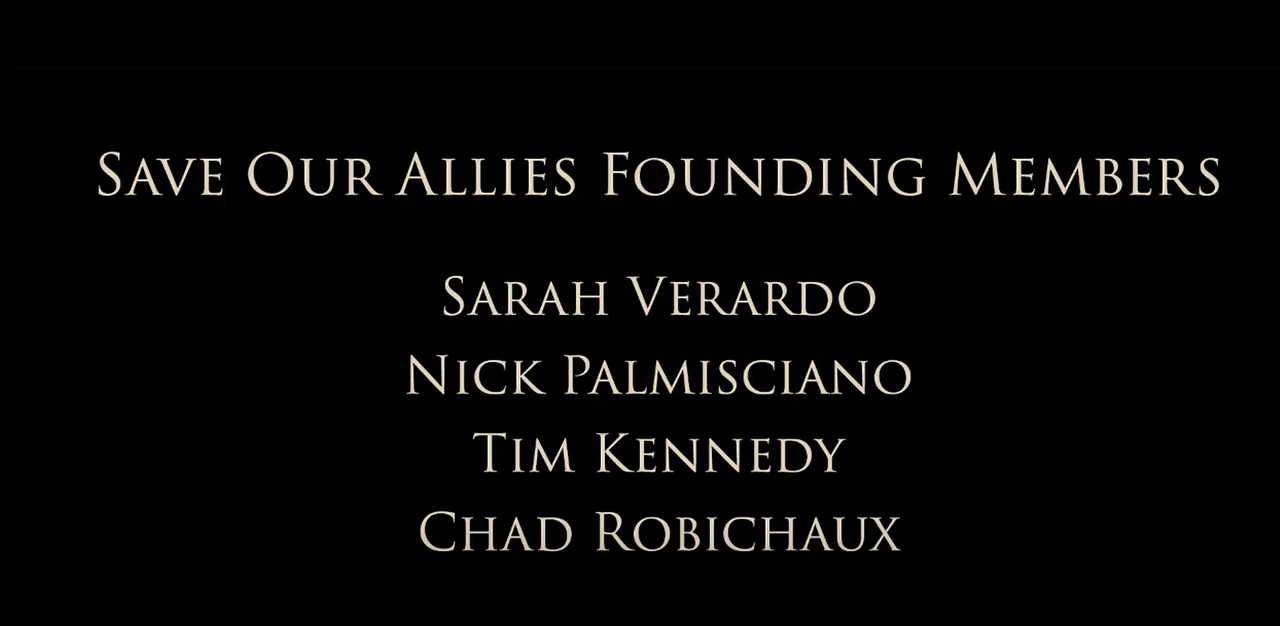 Save Our Allies Founding Members
Sarah Verardo
Nick Palmisciano
Tim Kennedy
Chad Robichaux